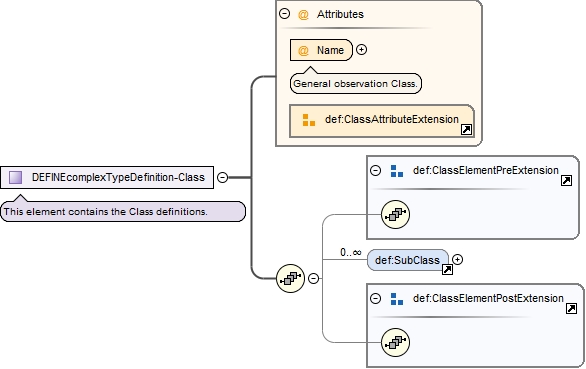 Attributes
@ Name
General observation Class.
def:ClassAttributeExtension
DEFINEcomplexTypeDefinition-Class
This element contains the Class definitions.
def:ClassElementPreExtension
0..∞
def:SubClass
def:ClassElementPostExtension